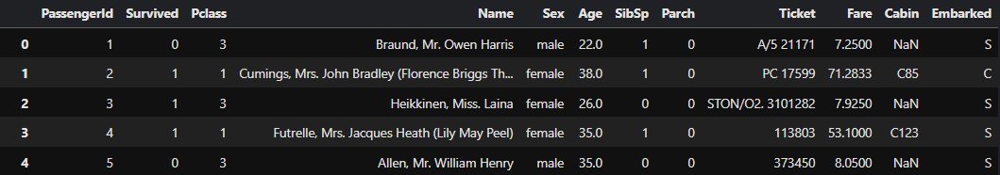 PassengerId Survived Pclass Name Sex Age SibSp Parch Ticket Fare Cabin Embarked
0 1 0 3 Braund, Mr. Owen Harris male 22.0 1 0 A/5 21171 7.2500 NaN S
1 2 1 1 Cumings, Mrs. John Bradley (Florence Briggs Th... female 38.0 1 0 PC 17599 71.2833 C85 C
2 3 1 3 Heikkinen, Miss. Laina female 26.0 0 0 STON/O2. 3101282 7.9250 NaN S
3 4 1 1 Futrelle, Mrs. Jacques Heath (Lily May Peel) female 35.0 1 0 113803 53.1000 C123 S
4 5 0 3 Allen, Mr. William Henry male 35.0 0 0 373450 8.0500 NaN S